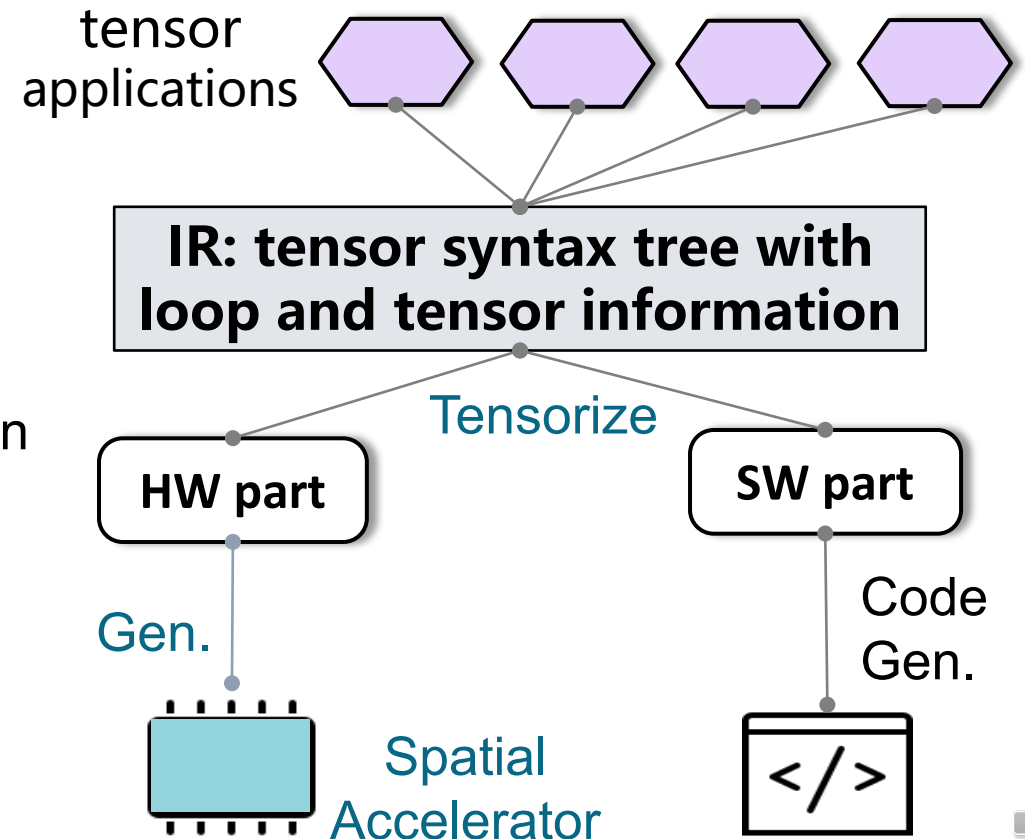 tensor
applications
IR: tensor syntax tree with
loop and tensor information
Tensorize
n
HW part
SW part
Gen.
Code
Gen.
Spatial
Accelerator
</>